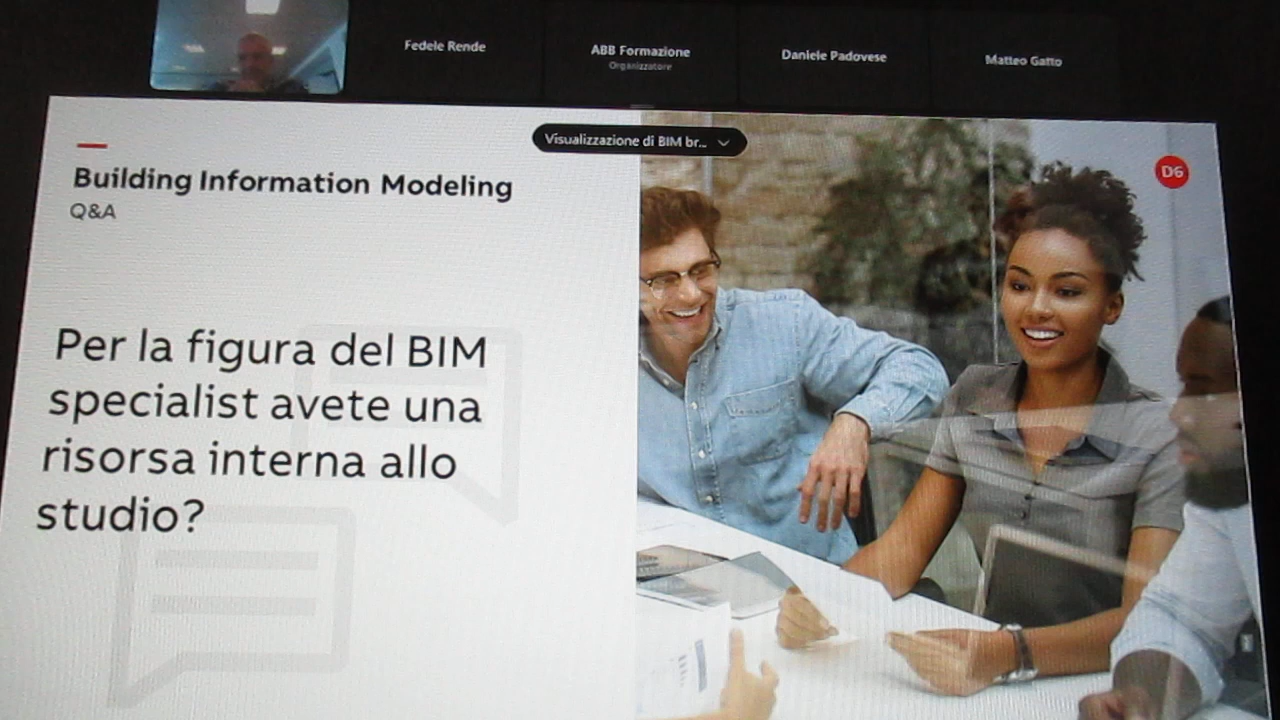 Fedele Rende
ABB Formazione
Organizzatore
Daniele Padovese
Matteo Gatto
Visualizzazione di BIM br...
D6
Building Information Modeling
Q&A
Per la figura del BIM
specialist avete una
risorsa interna allo
studio?